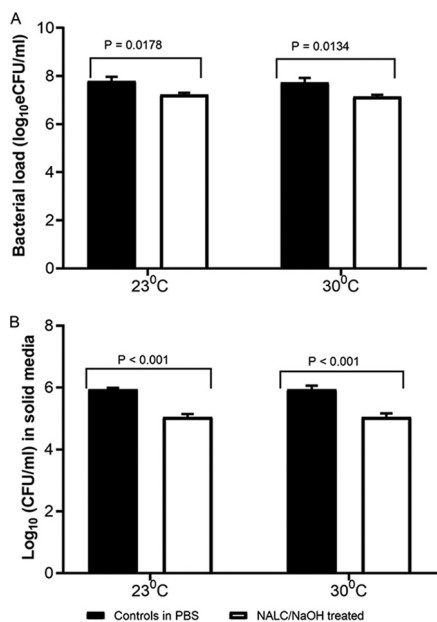 A
Bacterial load (log₁₀eCFU/ml)
10
8
6
4
2
0
P = 0.0178
P = 0.0134
23⁰C
30⁰C
B
Log₁₀ (CFU/ml) in solid media
8
6
4
2
0
P < 0.001
P < 0.001
23⁰C
30⁰C
Controls in PBS
NALC/NaOH treated